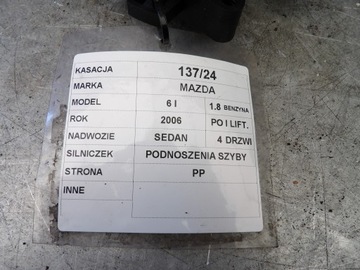 KASACJA 137/24
MARKA MAZDA
MODEL 6 I 1.8 BENZYNA
ROK 2006 PO I LIFT.
NADWOZIE SEDAN 4 DRZWI
SILNICZEK PODNOSZENIA SZYBY
STRONA PP
INNE